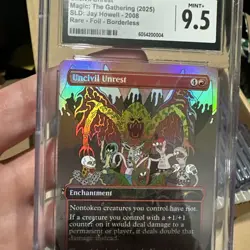 Unrest
Magic: The Gathering (2025)
SLD: Jay Howell - 2008
Rare - Foil - Borderless
MINT+
9.5
6064200004
Uncivil Unrest
Enchantment
Nontoken creatures you control have riot.
If a creature you control with a +1/+1
counter on it would deal damage to a
permanent or player, it deals double that
damage instead.